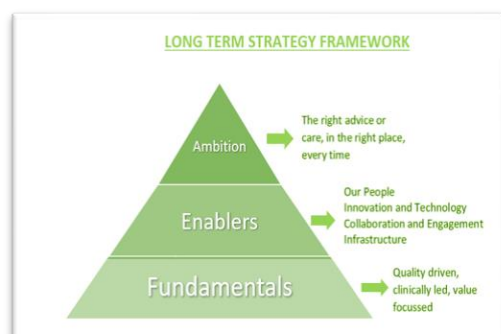 LONG TERM STRATEGY FRAMEWORK
Ambition
The right advice or
care, in the right place,
every time
Enablers
Our People
Innovation and Technology
Collaboration and Engagement
Infrastructure
Fundamentals
Quality driven,
clinically led, value
focussed